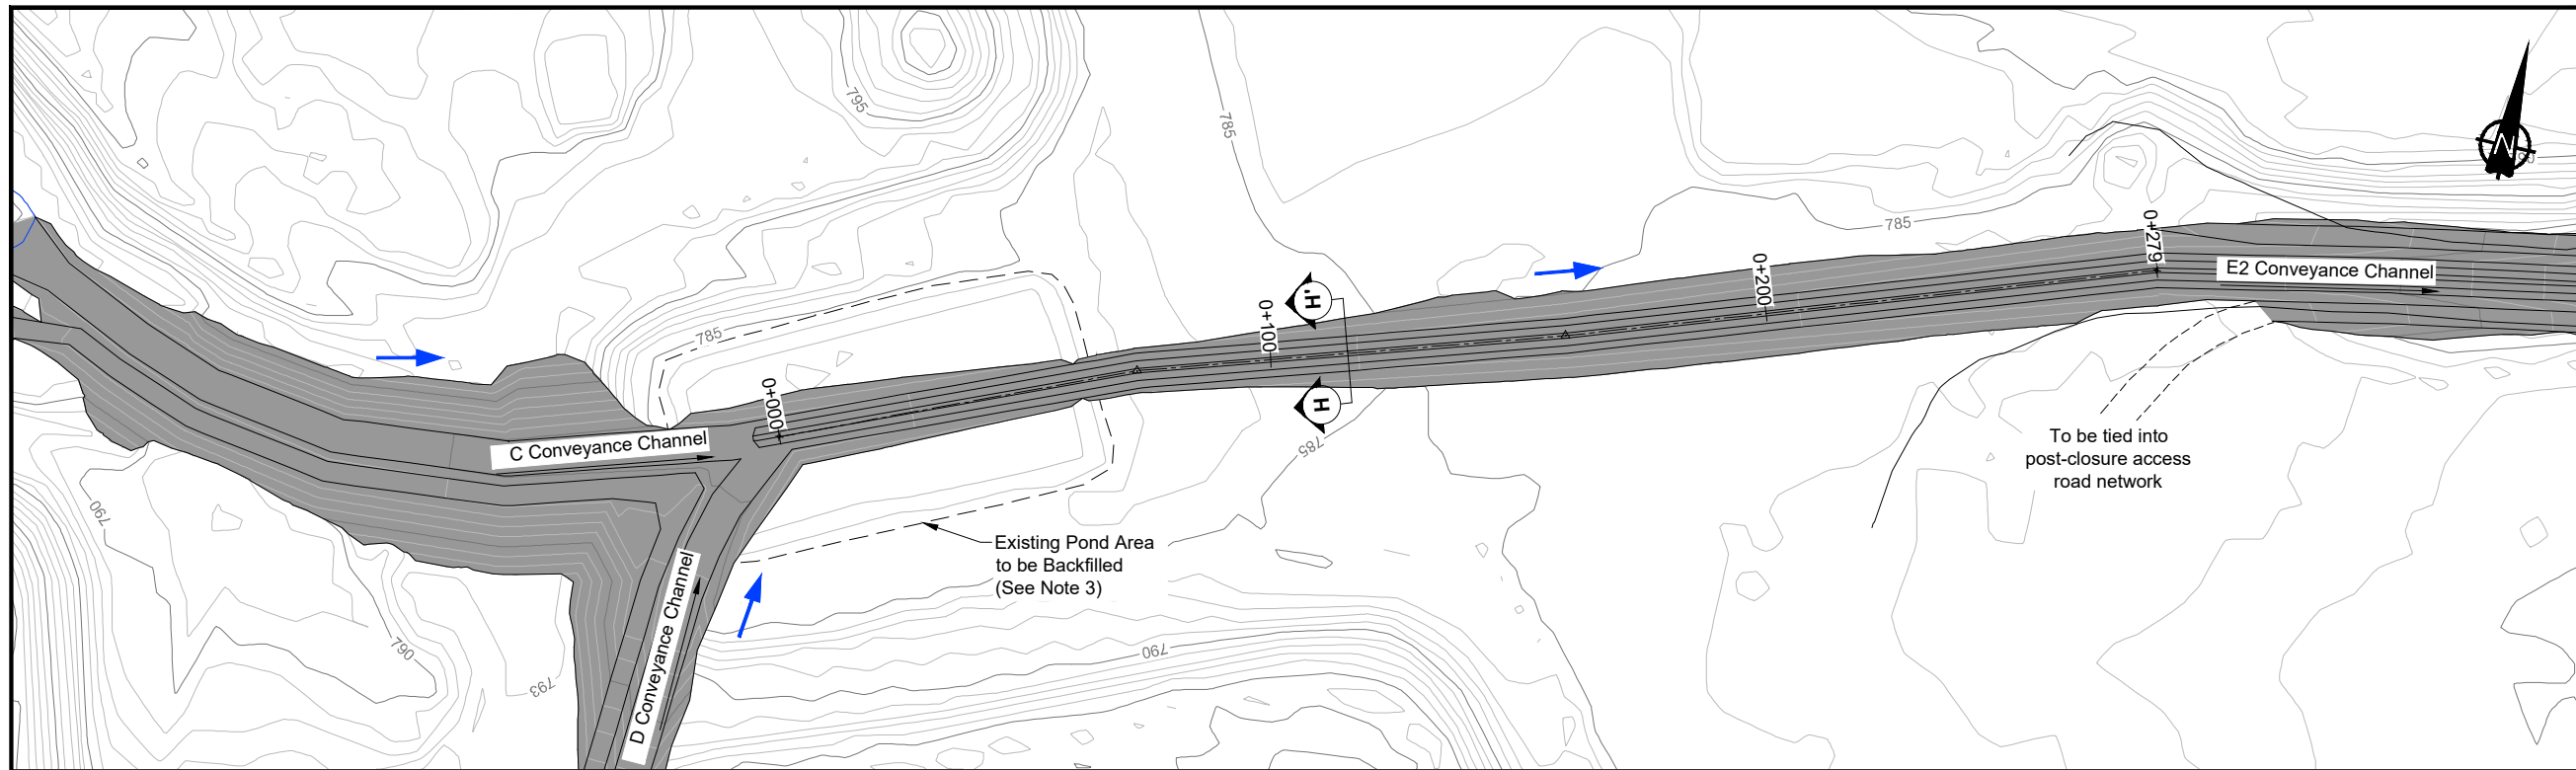 795
785
785
N
0+279
E2 Conveyance Channel
0+200
H'
0+100
785
H
0+000
C Conveyance Channel
785
To be tied into
post-closure access
road network
790
Existing Pond Area
to be Backfilled
(See Note 3)
D Conveyance Channel
790
790
793